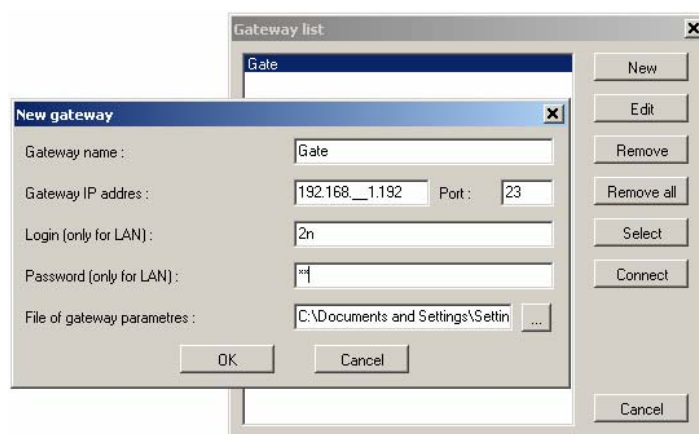 Gateway list
Gate
New
New gateway
Edit
Gateway name :
Gate
Remove
Gateway IP addres :
192.168.__1.192
Port :
23
Remove all
Login (only for LAN) :
2n
Select
Password (only for LAN) :
**
Connect
File of gateway parametres :
C:\Documents and Settings\Settin
...
OK
Cancel
Cancel